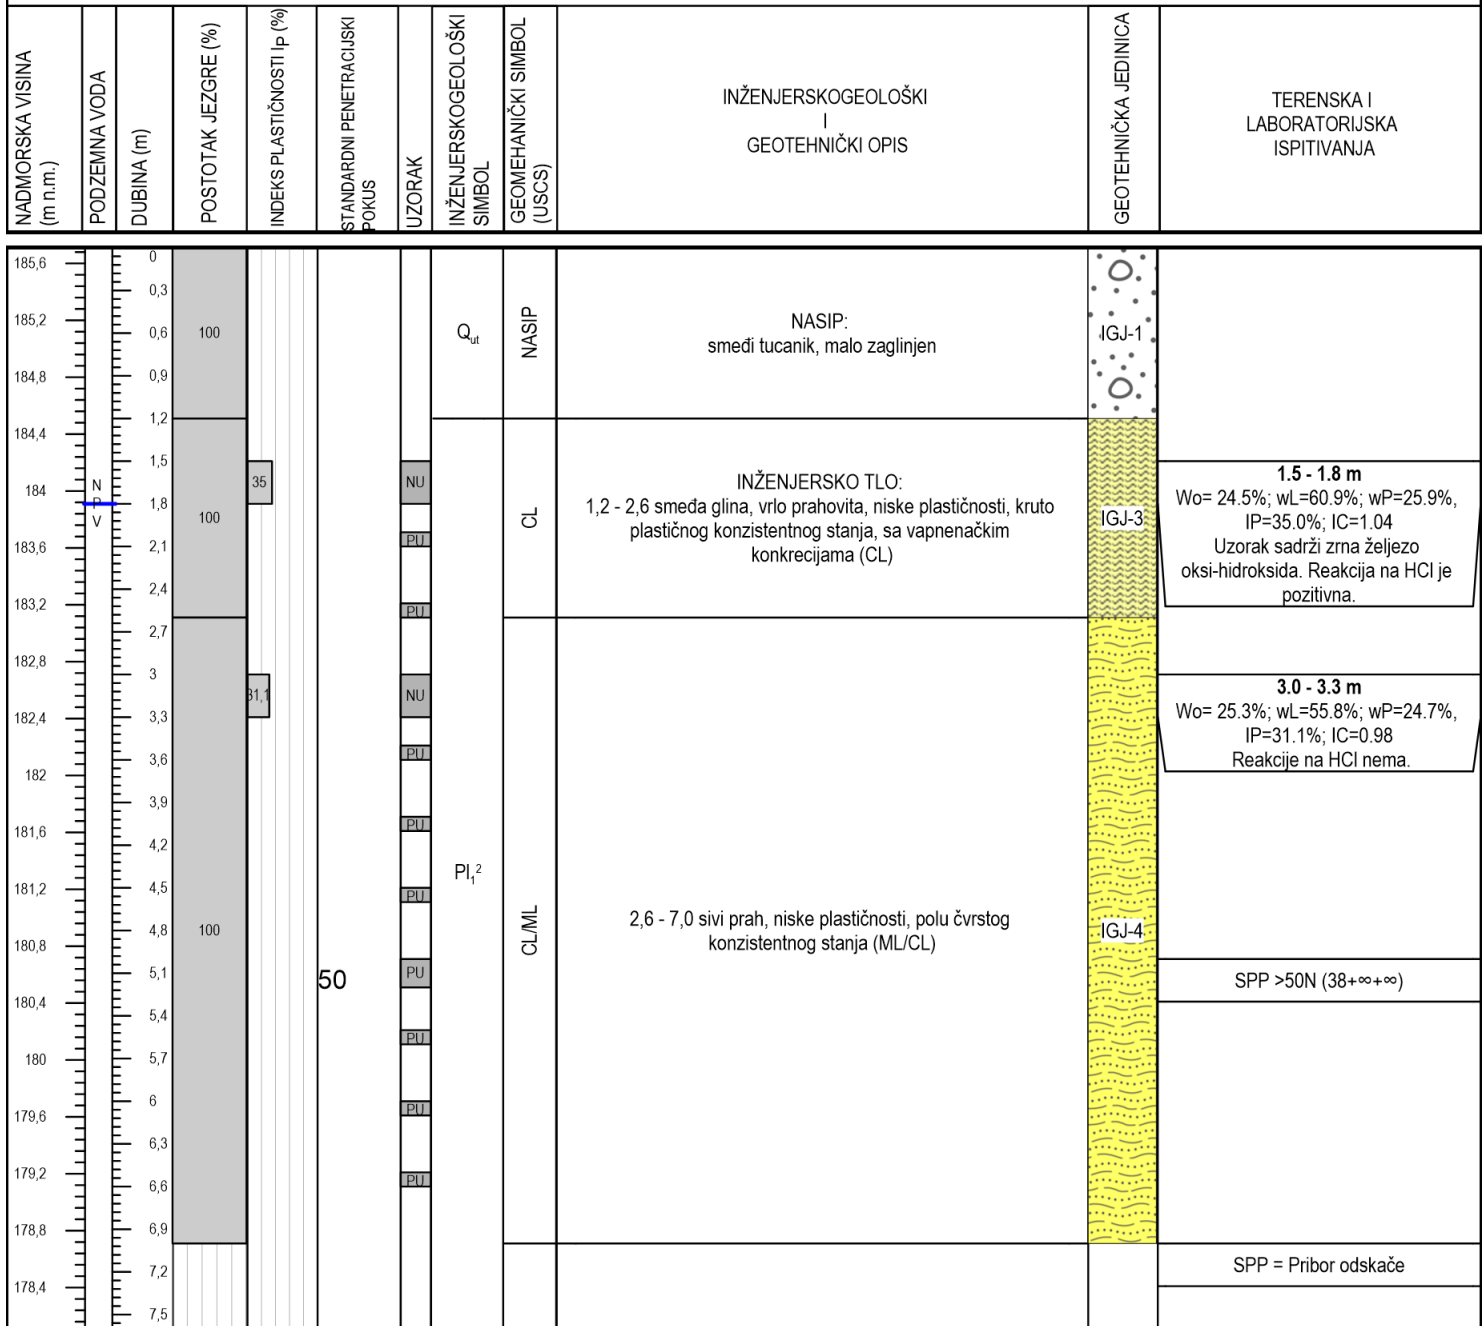 NADMORSKA VISINA
(m n.m.)
PODZEMNA VODA
DUBINA (m)
POSTOTAK JEZGRE (%)
INDEKS PLASTIČNOSTI Iₚ (%)
STANDARDNI PENETRACIJSKI
POKUS
UZORAK
INŽENJERSKOGEOLOŠKI
SIMBOL
GEOMEHANIČKI SIMBOL
(USCS)
INŽENJERSKOGEOLOŠKI
I
GEOTEHNIČKI OPIS
GEOTEHNIČKA JEDINICA
TERENSKA I
LABORATORIJSKA
ISPITIVANJA
185,6
185,2
184,8
184,4
184
183,6
183,2
182,8
182,4
182
181,6
181,2
180,8
180,4
180
179,6
179,2
178,8
178,4
N
P
V
0
0,3
0,6
0,9
1,2
1,5
1,8
2,1
2,4
2,7
3
3,3
3,6
3,9
4,2
4,5
4,8
5,1
5,4
5,7
6
6,3
6,6
6,9
7,2
7,5
100
100
100
35
31,1
50
NU
PU
PU
NU
PU
PU
PU
PU
PU
PU
PU
Qut
Pl₁²
NASIP
CL
CL/ML
NASIP:
smeđi tucanik, malo zaglinjen
INŽENJERSKO TLO:
1,2 - 2,6 smeđa glina, vrlo prahovita, niske plastičnosti, kruto
plastičnog konzistentnog stanja, sa vapnenačkim
konkrecijama (CL)
2,6 - 7,0 sivi prah, niske plastičnosti, polu čvrstog
konzistentnog stanja (ML/CL)
IGJ-1
IGJ-3
IGJ-4
1.5 - 1.8 m
Wo= 24.5%; wL=60.9%; wP=25.9%,
IP=35.0%; IC=1.04
Uzorak sadrži zrna željezo
oksi-hidroksida. Reakcija na HCl je
pozitivna.
3.0 - 3.3 m
Wo= 25.3%; wL=55.8%; wP=24.7%,
IP=31.1%; IC=0.98
Reakcije na HCl nema.
SPP >50N (38+∞+∞)
SPP = Pribor odskače